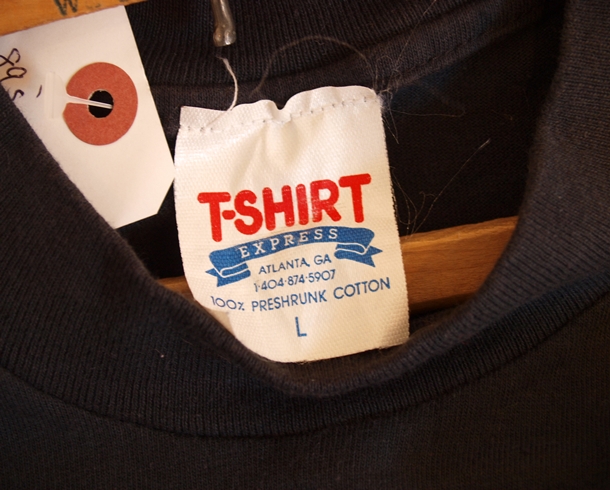 T-SHIRT
EXPRESS
ATLANTA, GA
1·404·874·5907
100% PRESHRUNK COTTON
L